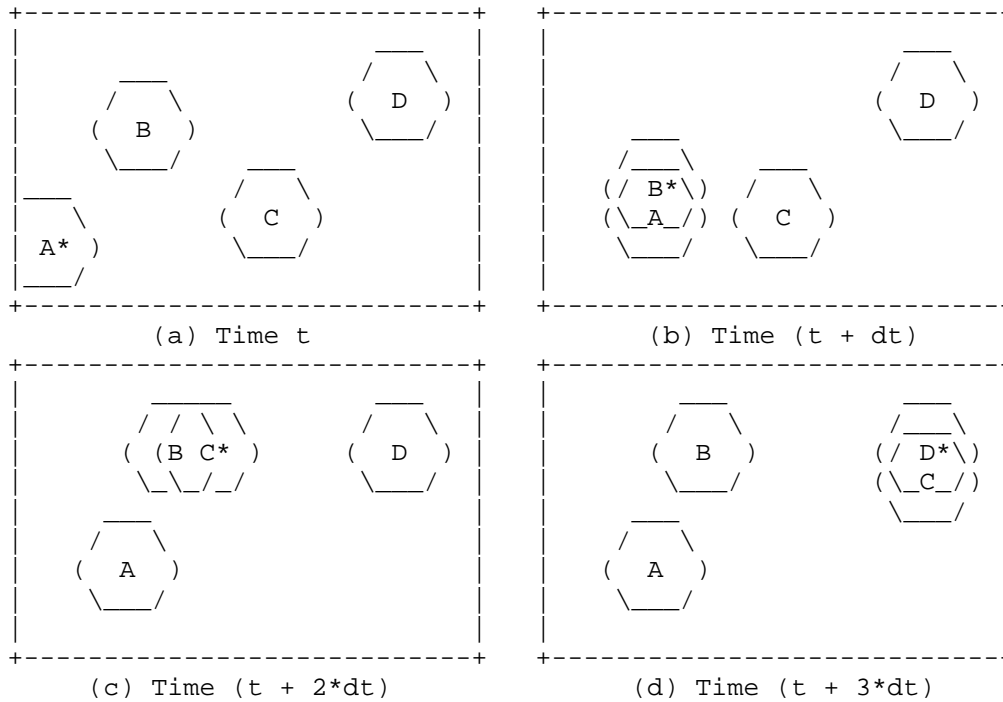 D D
B
B*
C A C
A*
(a) Time t (b) Time (t + dt)
B C* D B D*
C
A A
(c) Time (t + 2*dt) (d) Time (t + 3*dt)